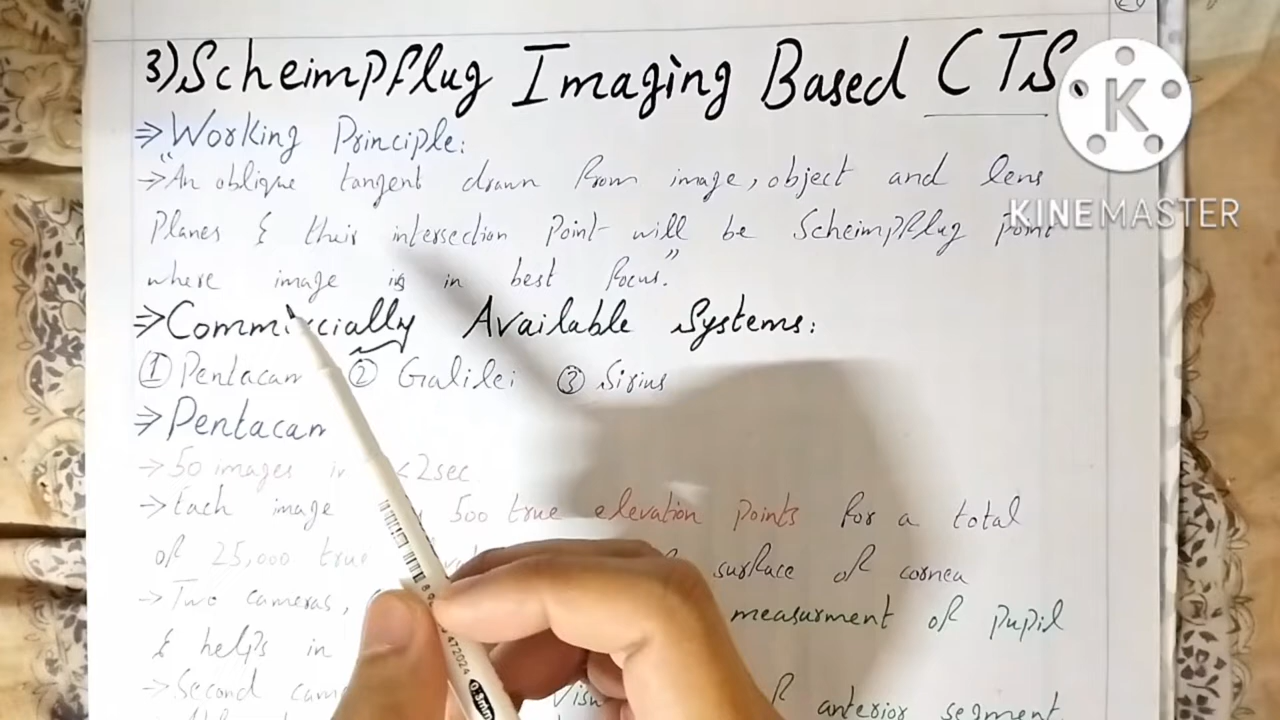 3) Scheimpflug Imaging Based CTS.
⇒ Working Principle:
→ "An oblique tangent drawn from image, object and lens
Planes & their intersection point will be Scheimpflug point
where image is in best focus."
⇒ Commercially Available Systems:
① Pentacam ② Galilei ③ Sirius
⇒ Pentacam
→ 50 images in <2sec.
→ Each image 500 true elevation points for a total
of 25,000 true surface of cornea
→ Two cameras, measurment of pupil
& helps in
→ Second of anterior segment
K
KINEMASTER
0.3mm